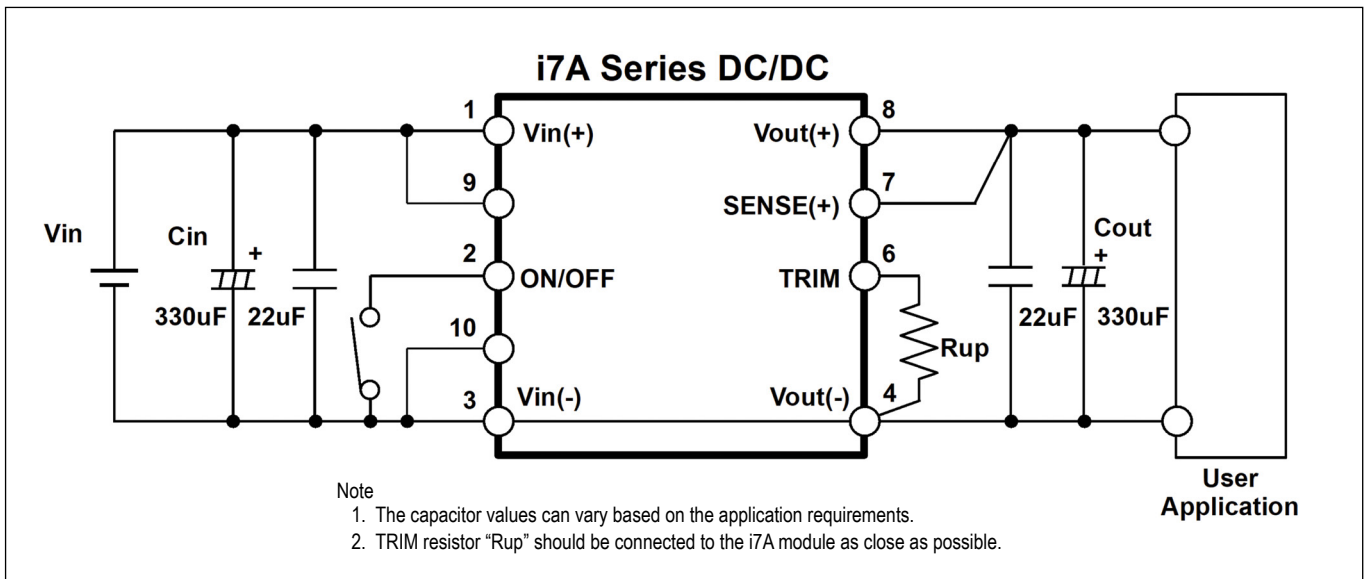 i7A Series DC/DC
1
Vin(+)
Vout(+)
8
9
SENSE(+)
7
Vin
Cin
+
330uF
22uF
2
ON/OFF
TRIM
6
Rup
10
3
Vin(-)
Vout(-)
4
Cout
+
22uF
330uF
User
Application
Note
1. The capacitor values can vary based on the application requirements.
2. TRIM resistor “Rup” should be connected to the i7A module as close as possible.